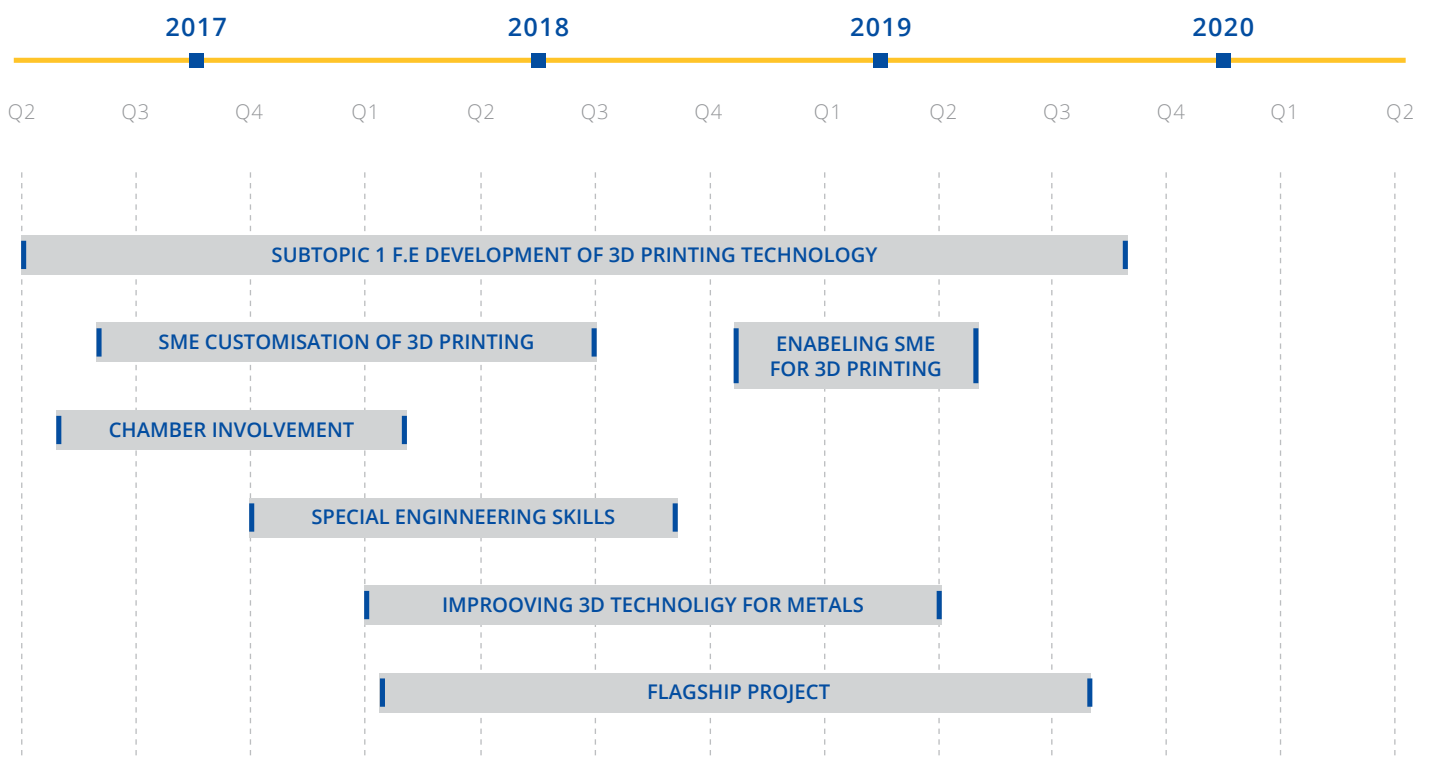 2017 2018 2019 2020
Q2 Q3 Q4 Q1 Q2 Q3 Q4 Q1 Q2 Q3 Q4 Q1 Q2
SUBTOPIC 1 F.E DEVELOPMENT OF 3D PRINTING TECHNOLOGY
SME CUSTOMISATION OF 3D PRINTING
ENABELING SME
FOR 3D PRINTING
CHAMBER INVOLVEMENT
SPECIAL ENGINNEERING SKILLS
IMPROOVING 3D TECHNOLIGY FOR METALS
FLAGSHIP PROJECT